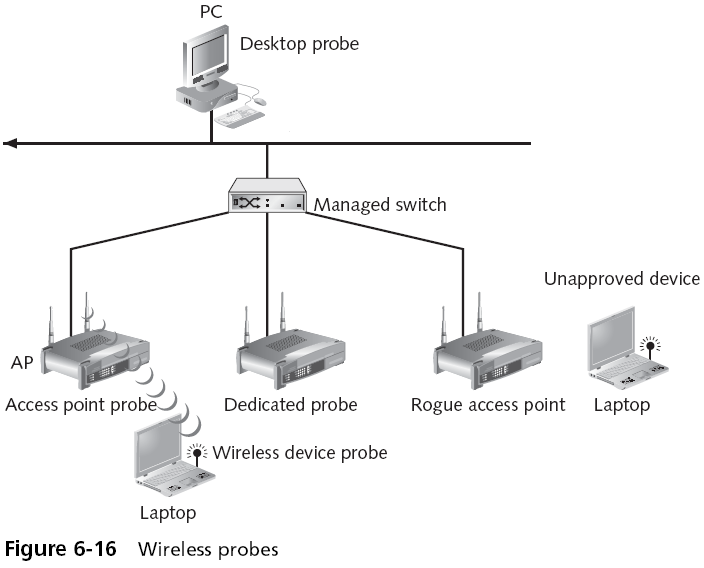 PC
Desktop probe
Managed switch
Unapproved device
AP
Access point probe
Dedicated probe
Rogue access point
Laptop
Wireless device probe
Laptop
Figure 6-16 Wireless probes